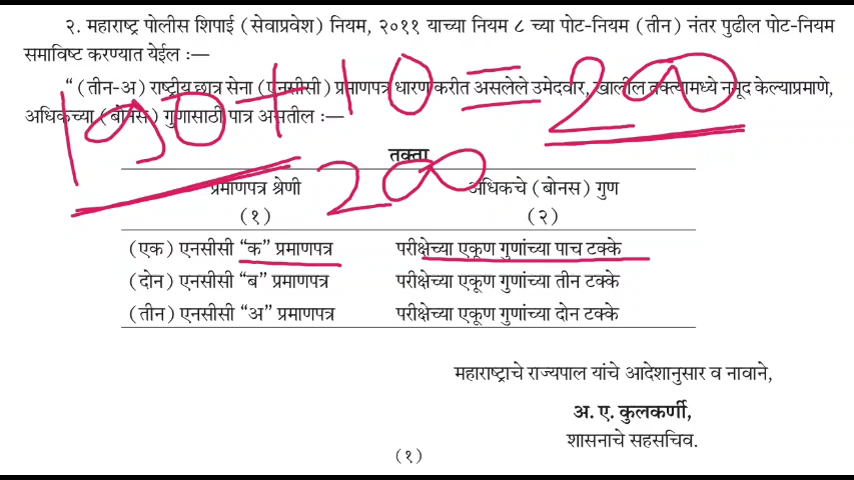 २. महाराष्ट्र पोलीस शिपाई (सेवाप्रवेश) नियम, २०११ याच्या नियम ८ च्या पोट-नियम (तीन) नंतर पुढील पोट-नियम
समाविष्ट करण्यात येईल :—
190+10=200
“ (तीन-अ) राष्ट्रीय छात्र सेना (एनसीसी) प्रमाणपत्र धारण करीत असलेले उमेदवार, खालील तक्त्यामध्ये नमूद केल्याप्रमाणे,
अधिकच्या (बोनस) गुणासाठी पात्र असतील :—
तक्ता
200
प्रमाणपत्र श्रेणी अधिकचे (बोनस) गुण
(१) (२)
(एक) एनसीसी “क” प्रमाणपत्र परीक्षेच्या एकूण गुणांच्या पाच टक्के
(दोन) एनसीसी “ब” प्रमाणपत्र परीक्षेच्या एकूण गुणांच्या तीन टक्के
(तीन) एनसीसी “अ” प्रमाणपत्र परीक्षेच्या एकूण गुणांच्या दोन टक्के
महाराष्ट्राचे राज्यपाल यांचे आदेशानुसार व नावाने,
अ. ए. कुलकर्णी,
शासनाचे सहसचिव.
(१)